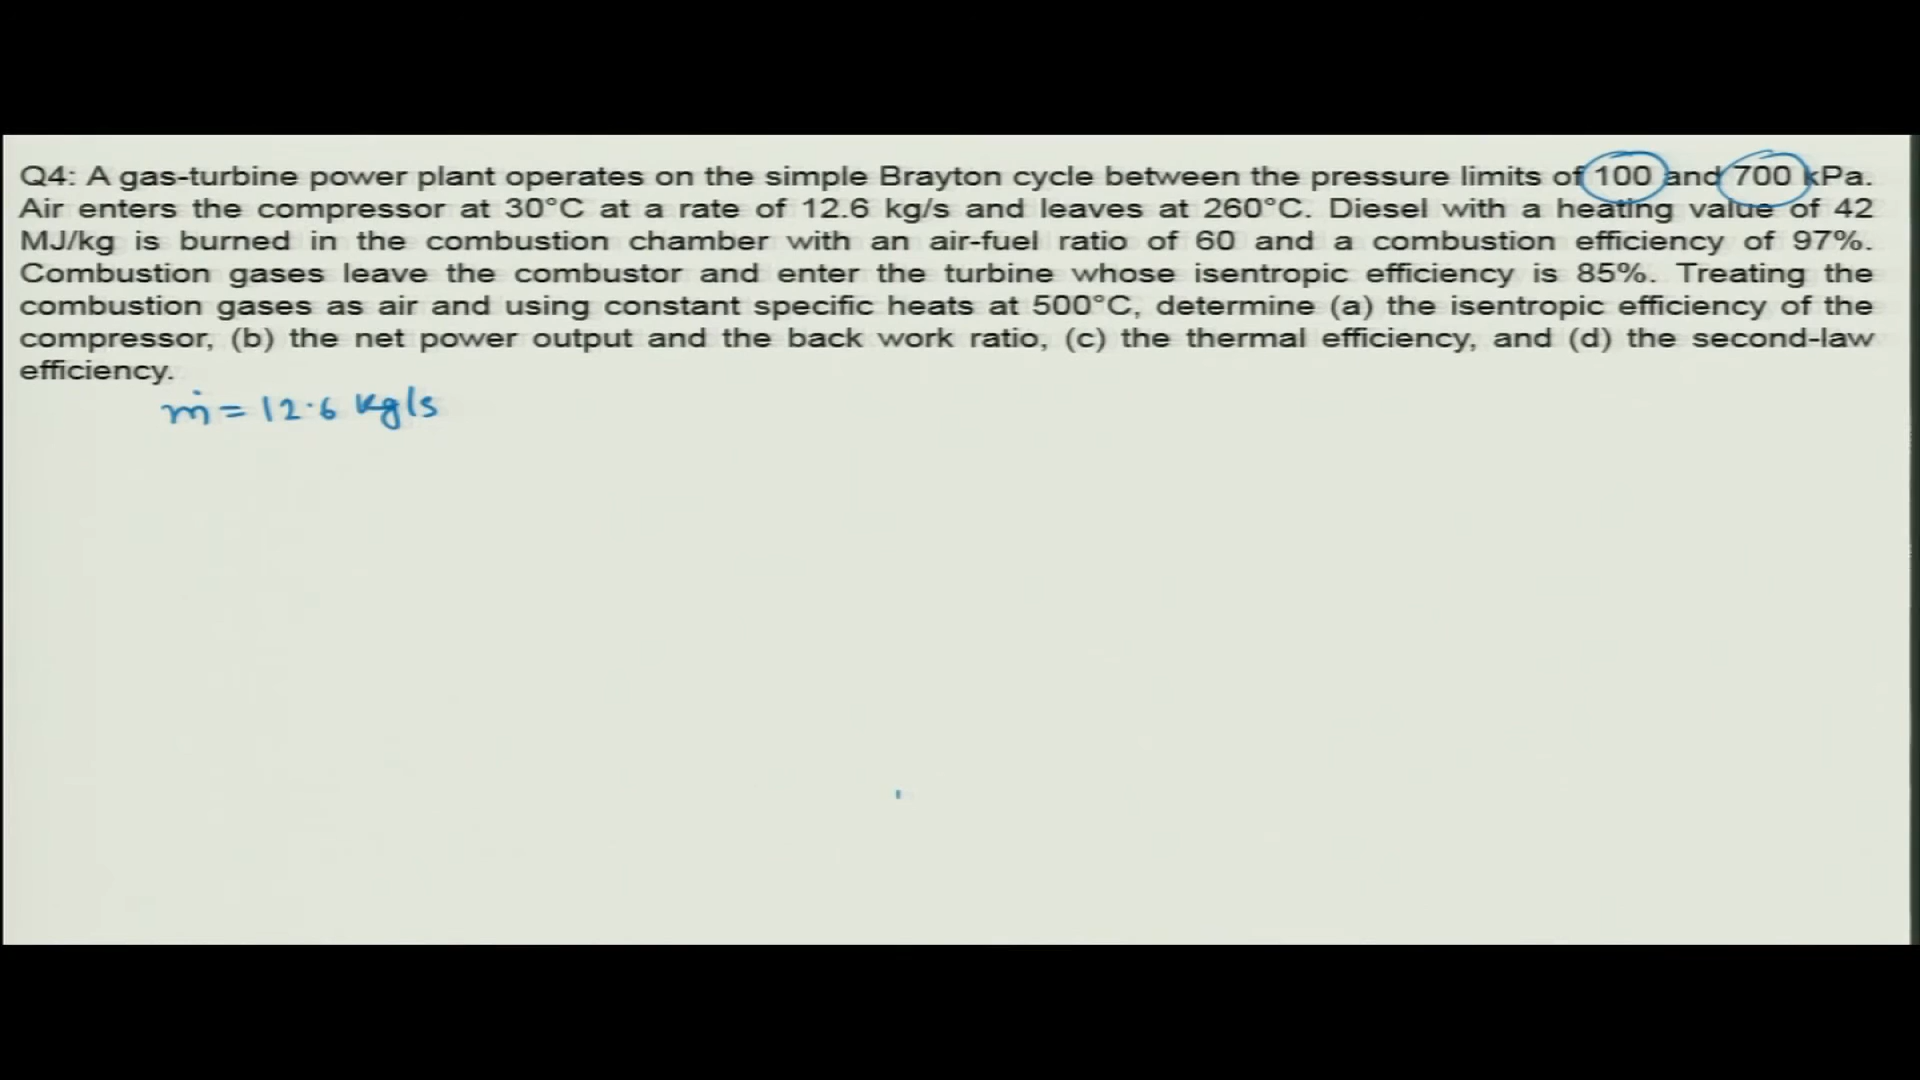 Q4: A gas-turbine power plant operates on the simple Brayton cycle between the pressure limits of 100 and 700 kPa.
Air enters the compressor at 30°C at a rate of 12.6 kg/s and leaves at 260°C. Diesel with a heating value of 42
MJ/kg is burned in the combustion chamber with an air-fuel ratio of 60 and a combustion efficiency of 97%.
Combustion gases leave the combustor and enter the turbine whose isentropic efficiency is 85%. Treating the
combustion gases as air and using constant specific heats at 500°C, determine (a) the isentropic efficiency of the
compressor, (b) the net power output and the back work ratio, (c) the thermal efficiency, and (d) the second-law
efficiency.
ṁ = 12.6 kg/s